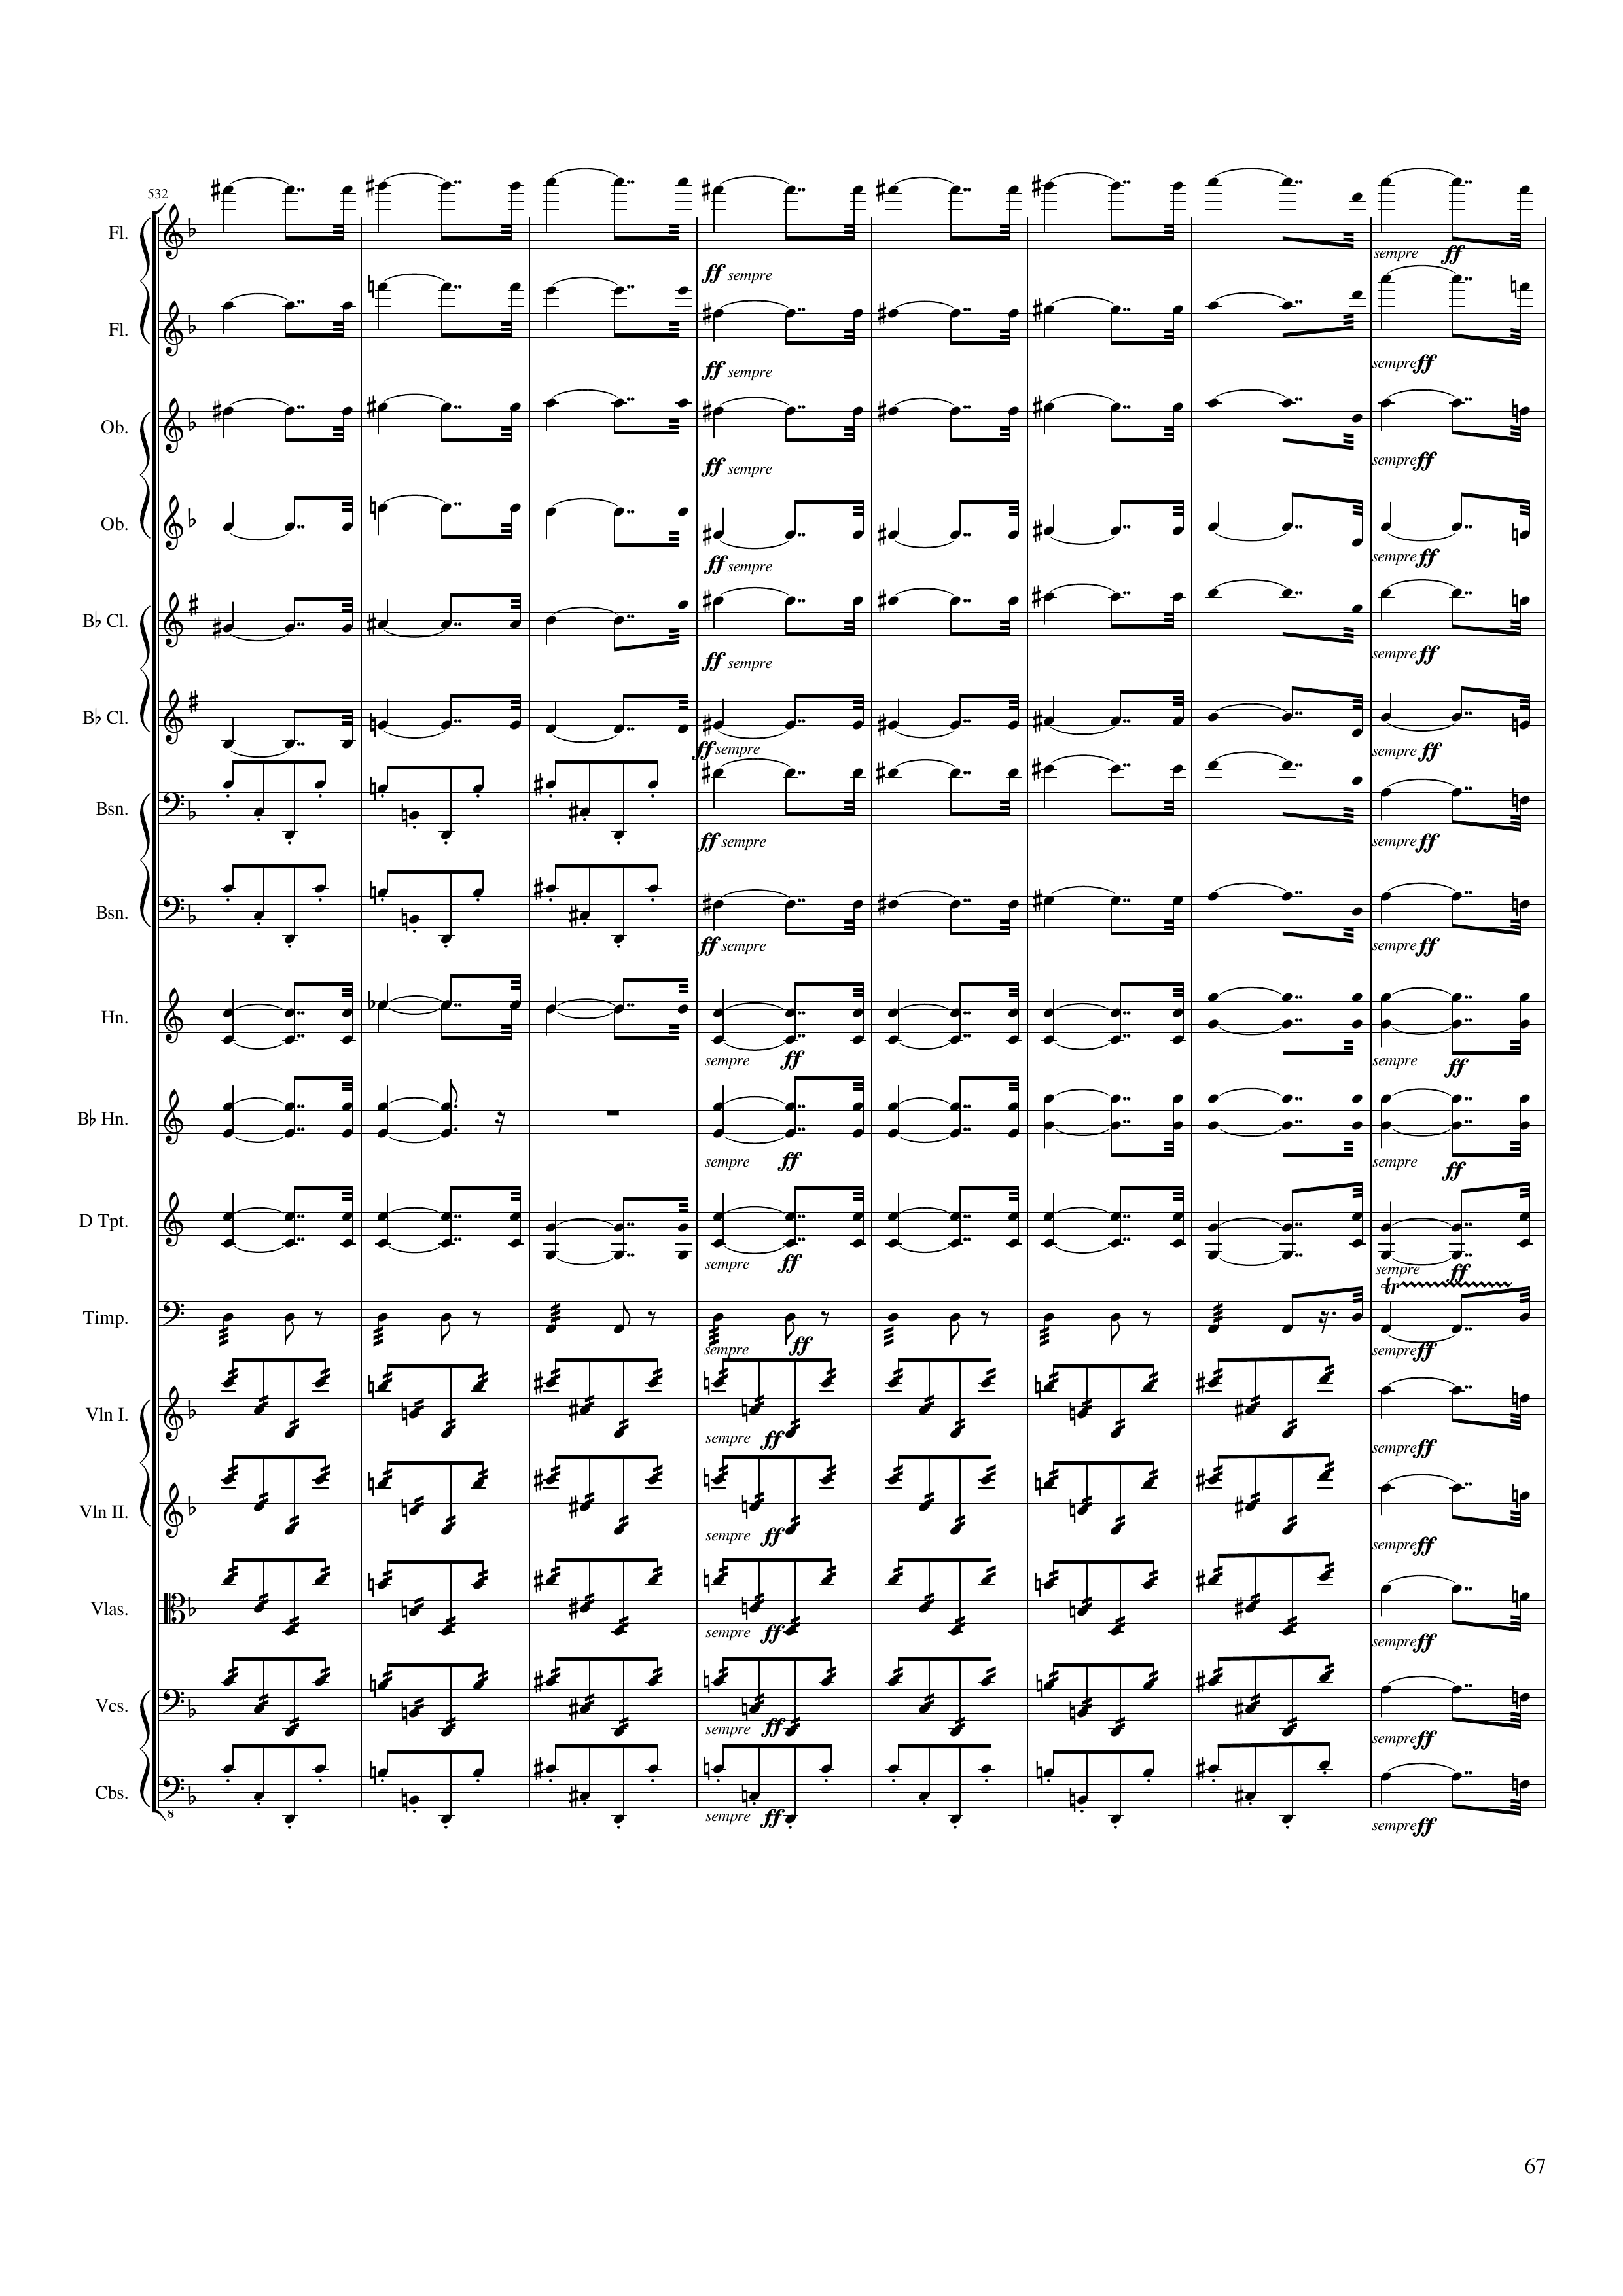 532
Fl.
ff sempre
sempre ff
Fl.
ff sempre
sempre ff
Ob.
ff sempre
sempre ff
Ob.
ff sempre
sempre ff
B♭ Cl.
ff sempre
sempre ff
B♭ Cl.
ff sempre
sempre ff
Bsn.
ff sempre
sempre ff
Bsn.
ff sempre
sempre ff
Hn.
sempre ff
sempre ff
B♭ Hn.
sempre ff
sempre ff
D Tpt.
sempre ff
sempre ff
tr
Timp.
sempre ff
sempre ff
Vln I.
sempre ff
sempre ff
Vln II.
sempre ff
sempre ff
Vlas.
sempre ff
sempre ff
Vcs.
sempre ff
sempre ff
Cbs.
8
sempre ff
sempre ff
67